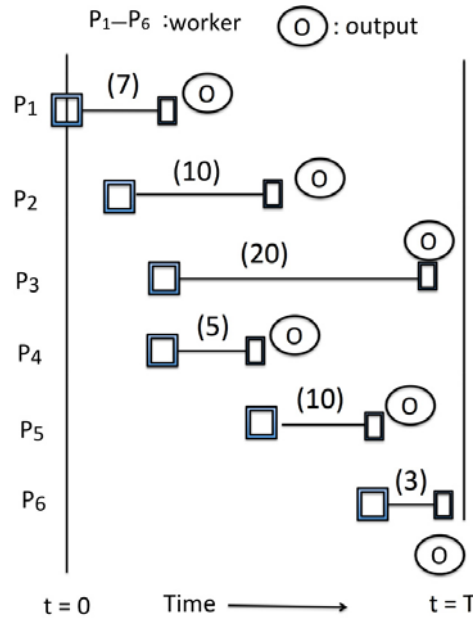 P1–P6 :worker O : output
P1 (7) O
P2 (10) O
P3 (20) O
P4 (5) O
P5 (10) O
P6 (3) O
t = 0 Time t = T